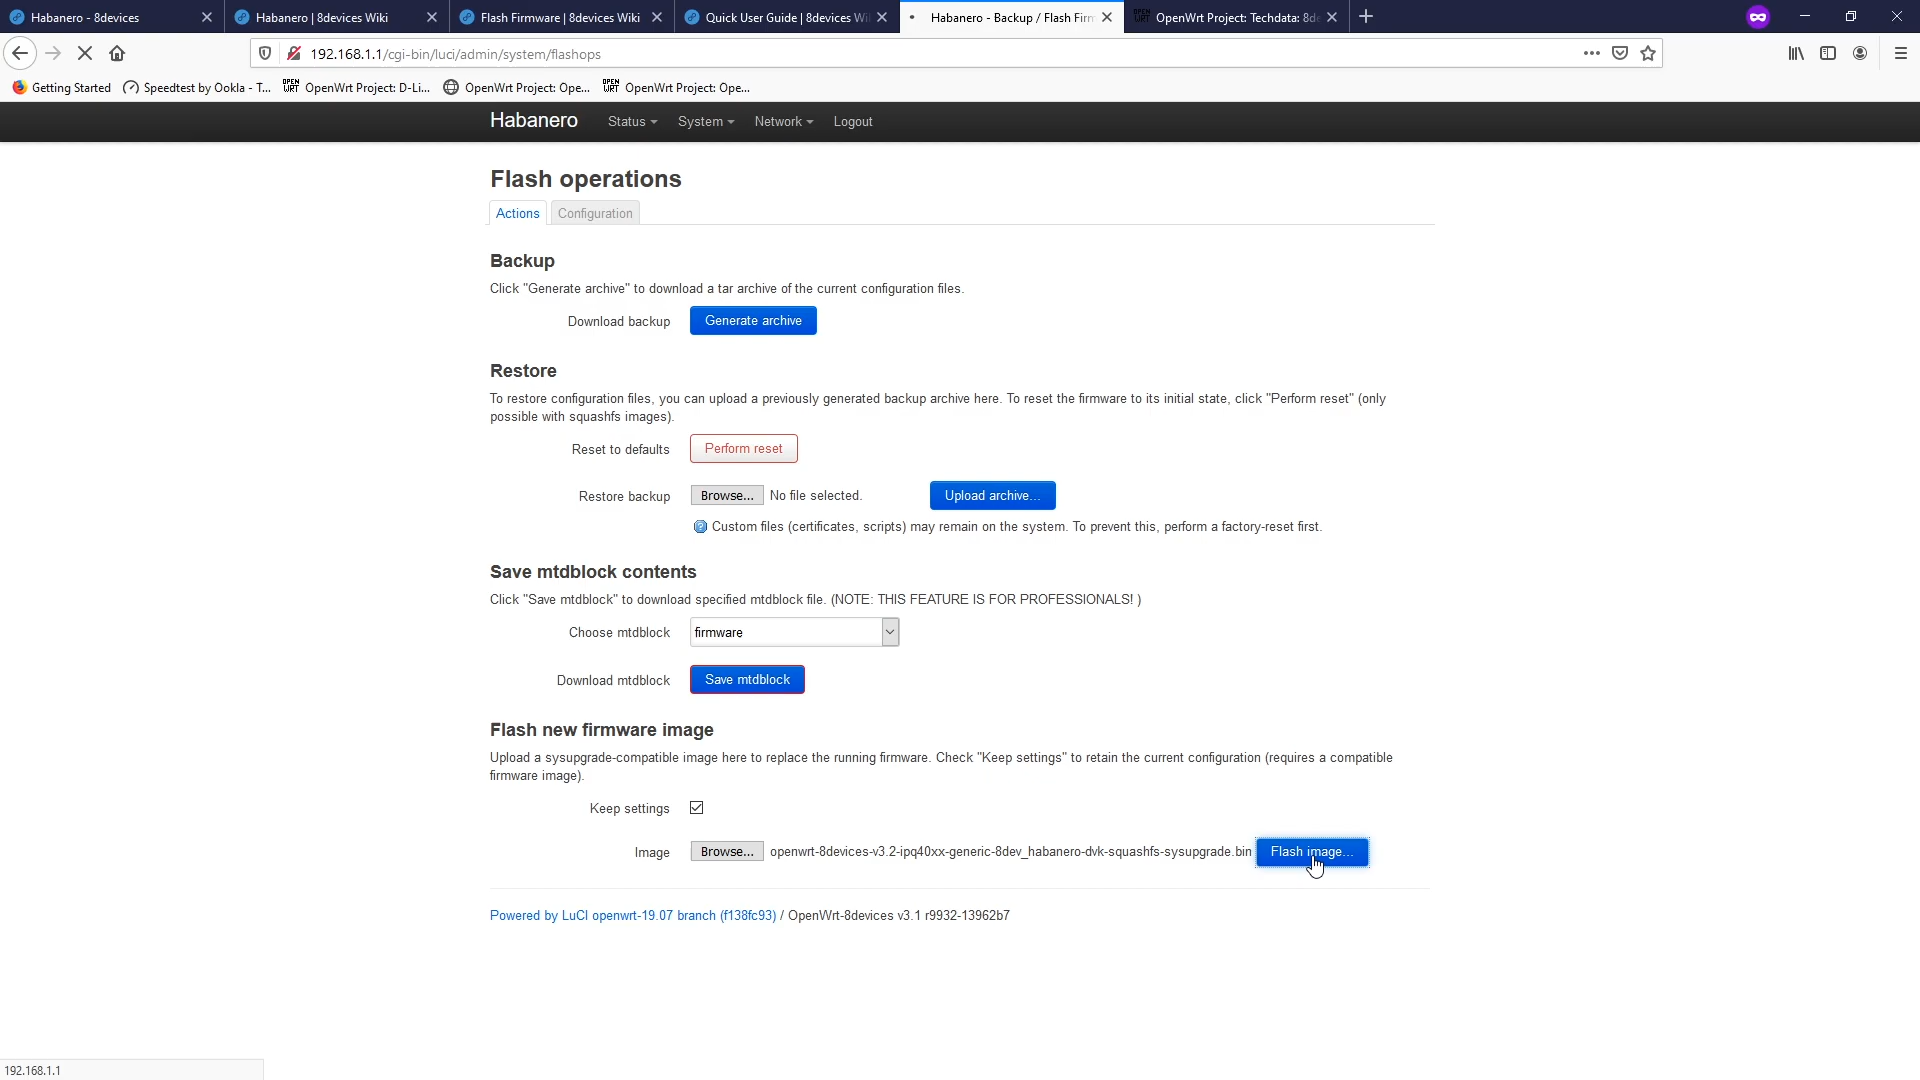 Habanero - 8devices
Habanero | 8devices Wiki
Flash Firmware | 8devices Wiki
Quick User Guide | 8devices Wi
Habanero - Backup / Flash Firm
OpenWrt Project: Techdata: 8de
192.168.1.1/cgi-bin/luci/admin/system/flashops
Getting Started
Speedtest by Ookla - T...
OpenWrt Project: D-Li...
OpenWrt Project: Ope...
OpenWrt Project: Ope...
Habanero
Status
System
Network
Logout
Flash operations
Actions
Configuration
Backup
Click "Generate archive" to download a tar archive of the current configuration files.
Download backup
Generate archive
Restore
To restore configuration files, you can upload a previously generated backup archive here. To reset the firmware to its initial state, click "Perform reset" (only
possible with squashfs images).
Reset to defaults
Perform reset
Restore backup
Browse...
No file selected.
Upload archive...
Custom files (certificates, scripts) may remain on the system. To prevent this, perform a factory-reset first.
Save mtdblock contents
Click "Save mtdblock" to download specified mtdblock file. (NOTE: THIS FEATURE IS FOR PROFESSIONALS! )
Choose mtdblock
firmware
Download mtdblock
Save mtdblock
Flash new firmware image
Upload a sysupgrade-compatible image here to replace the running firmware. Check "Keep settings" to retain the current configuration (requires a compatible
firmware image).
Keep settings
Image
Browse...
openwrt-8devices-v3.2-ipq40xx-generic-8dev_habanero-dvk-squashfs-sysupgrade.bin
Flash image...
Powered by LuCI openwrt-19.07 branch (f138fc93) / OpenWrt-8devices v3.1 r9932-13962b7
192.168.1.1